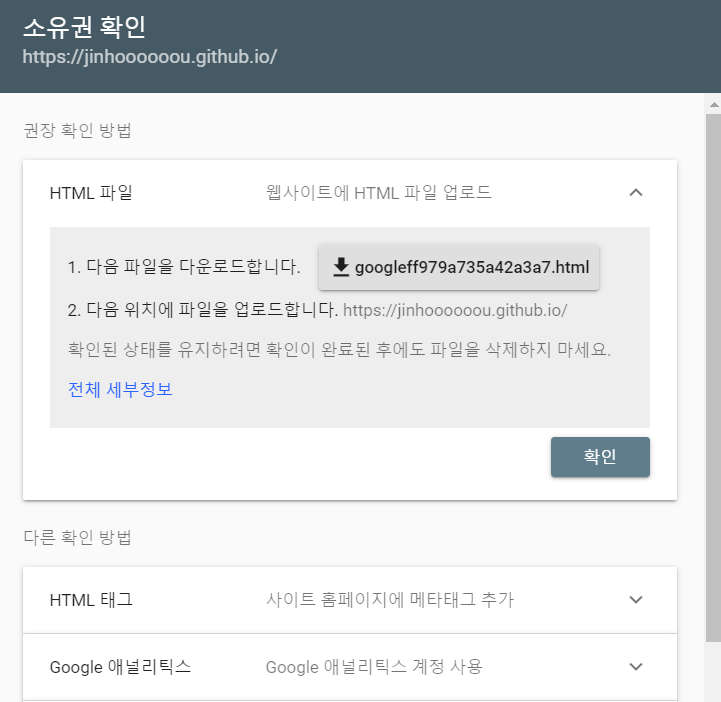 소유권 확인
https://jinhoooooou.github.io/
권장 확인 방법
HTML 파일 웹사이트에 HTML 파일 업로드
1. 다음 파일을 다운로드합니다. googleff979a735a42a3a7.html
2. 다음 위치에 파일을 업로드합니다. https://jinhoooooou.github.io/
확인된 상태를 유지하려면 확인이 완료된 후에도 파일을 삭제하지 마세요.
전체 세부정보
확인
다른 확인 방법
HTML 태그 사이트 홈페이지에 메타태그 추가
Google 애널리틱스 Google 애널리틱스 계정 사용